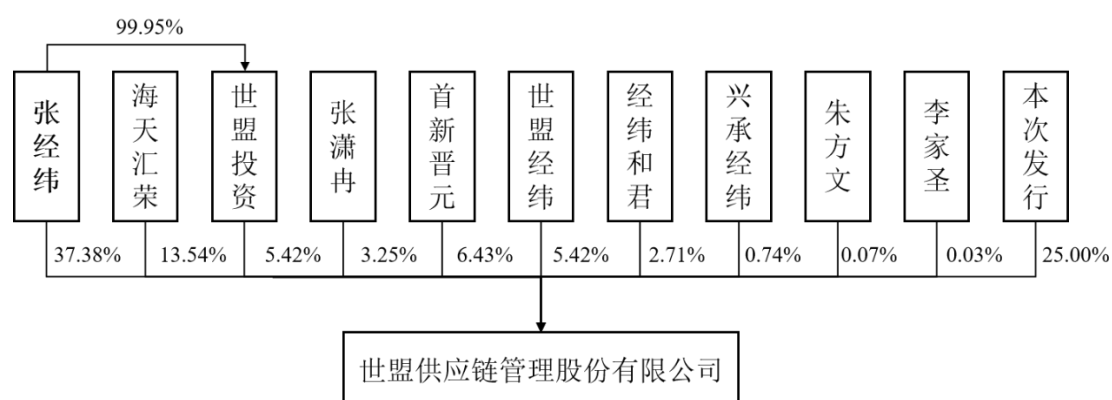 99.95%
张经纬
海天汇荣
世盟投资
张潇冉
首新晋元
世盟经纬
经纬和君
兴承经纬
朱方文
李家圣
本次发行
37.38%
13.54%
5.42%
3.25%
6.43%
5.42%
2.71%
0.74%
0.07%
0.03%
25.00%
世盟供应链管理股份有限公司